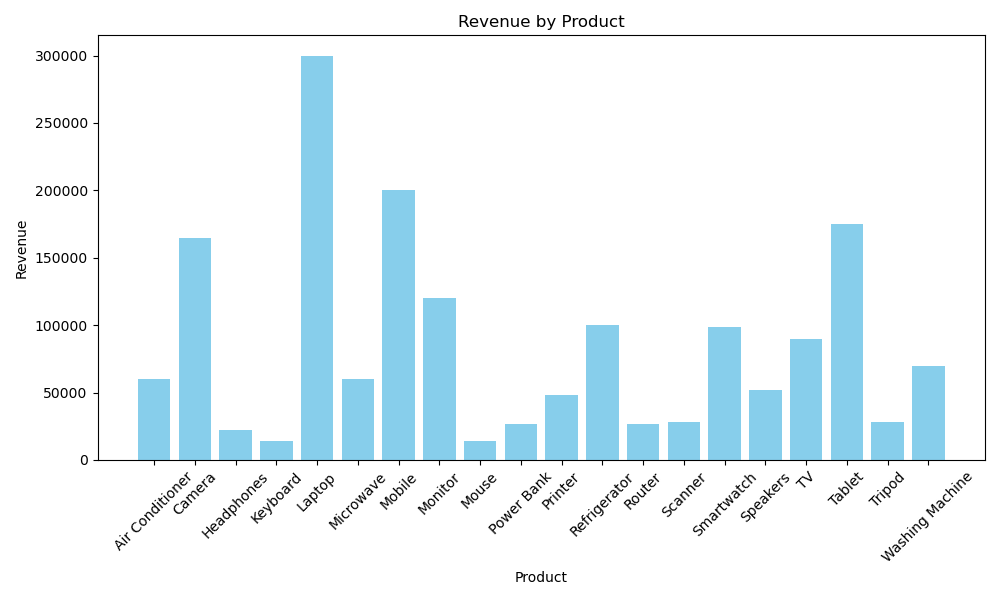 Revenue by Product
Revenue
300000
250000
200000
150000
100000
50000
0
Air Conditioner
Camera
Headphones
Keyboard
Laptop
Microwave
Mobile
Monitor
Mouse
Power Bank
Printer
Refrigerator
Router
Scanner
Smartwatch
Speakers
TV
Tablet
Tripod
Washing Machine
Product